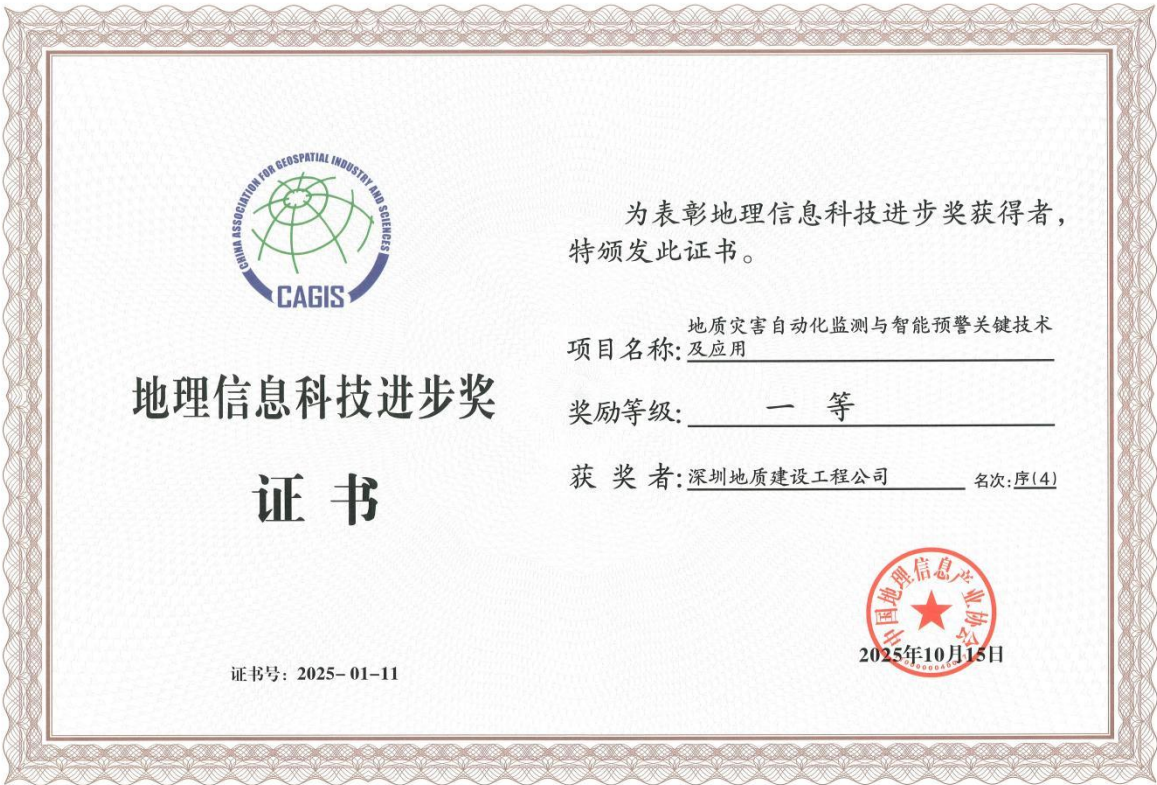 CHINA ASSOCIATION FOR GEOSPATIAL INDUSTRY AND SCIENCES
CAGIS
地理信息科技进步奖
证书
证书号：2025-01-11
为表彰地理信息科技进步奖获得者，
特颁发此证书。
地质灾害自动化监测与智能预警关键技术
项目名称:及应用
奖励等级: 一 等
获 奖 者:深圳地质建设工程公司 名次:序(4)
中国地理信息产业协会
2025年10月15日